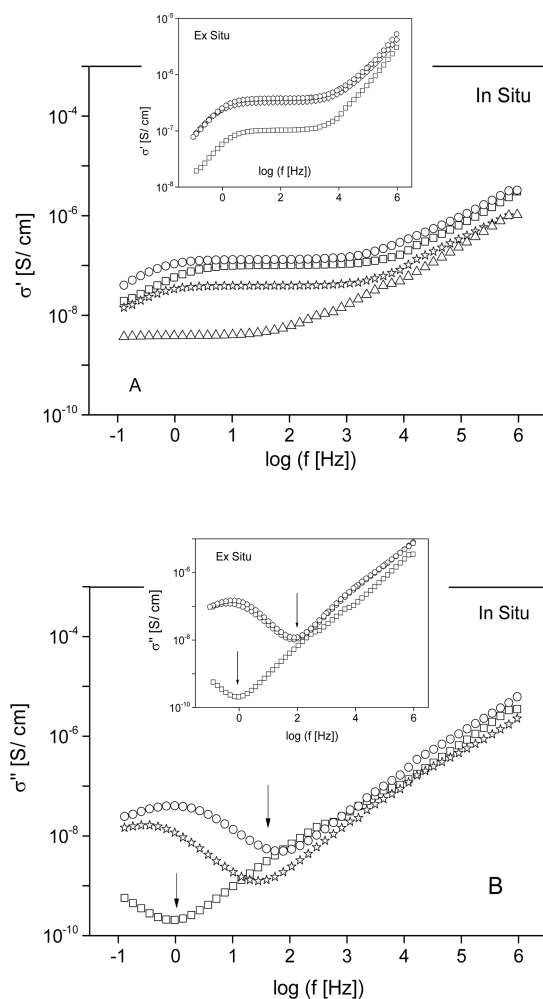 10⁻⁵
Ex Situ
10⁻⁶
10⁻⁷
10⁻⁸
σ' [S/ cm]
0 2 4 6
log (f [Hz])
In Situ
10⁻⁴
10⁻⁶
10⁻⁸
10⁻¹⁰
σ' [S/ cm]
A
-1 0 1 2 3 4 5 6
log (f [Hz])
Ex Situ
10⁻⁶
10⁻⁸
10⁻¹⁰
σ" [S/ cm]
0 2 4 6
log (f [Hz])
In Situ
10⁻⁴
10⁻⁶
10⁻⁸
10⁻¹⁰
σ" [S/ cm]
B
-1 0 1 2 3 4 5 6
log (f [Hz])